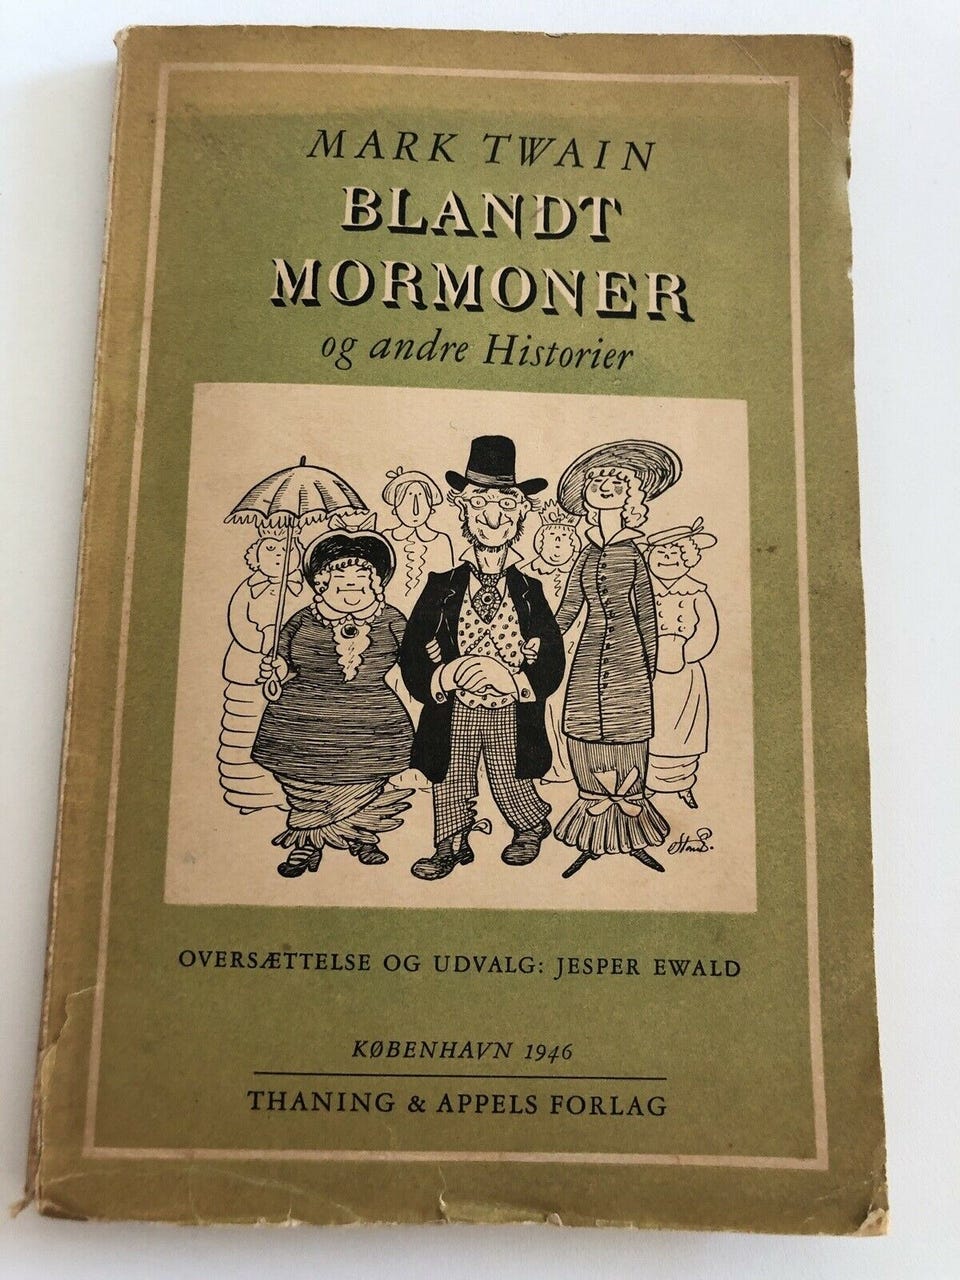 MARK TWAIN
BLANDT
MORMONER
og andre Historier
OVERSÆTTELSE OG UDVALG: JESPER EWALD
KØBENHAVN 1946
THANING & APPELS FORLAG